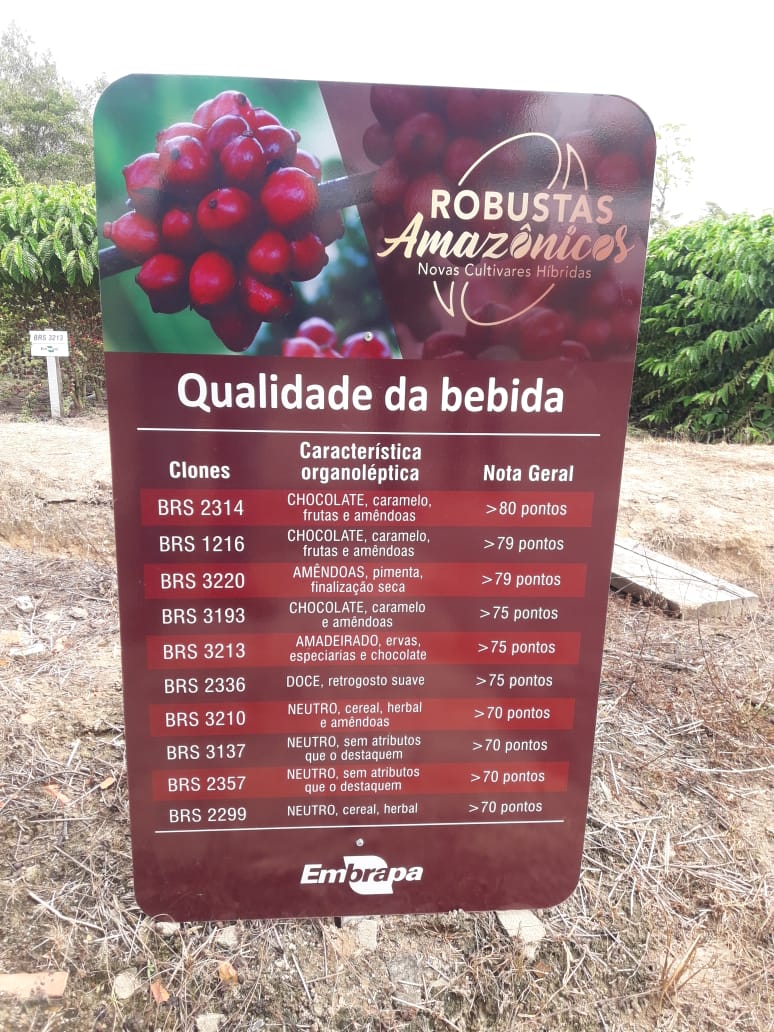 ROBUSTAS
Amazônicos
Novas Cultivares Híbridas
BRS 3213
Qualidade da bebida
Clones Característica organoléptica Nota Geral
BRS 2314 CHOCOLATE, caramelo, >80 pontos
frutas e amêndoas
BRS 1216 CHOCOLATE, caramelo, >79 pontos
frutas e amêndoas
BRS 3220 AMÊNDOAS, pimenta, >79 pontos
finalização seca
BRS 3193 CHOCOLATE, caramelo >75 pontos
e amêndoas
BRS 3213 AMADEIRADO, ervas, >75 pontos
especiarias e chocolate
BRS 2336 DOCE, retrogosto suave >75 pontos
BRS 3210 NEUTRO, cereal, herbal >70 pontos
e amêndoas
BRS 3137 NEUTRO, sem atributos >70 pontos
que o destaquem
BRS 2357 NEUTRO, sem atributos >70 pontos
que o destaquem
BRS 2299 NEUTRO, cereal, herbal >70 pontos
Embrapa